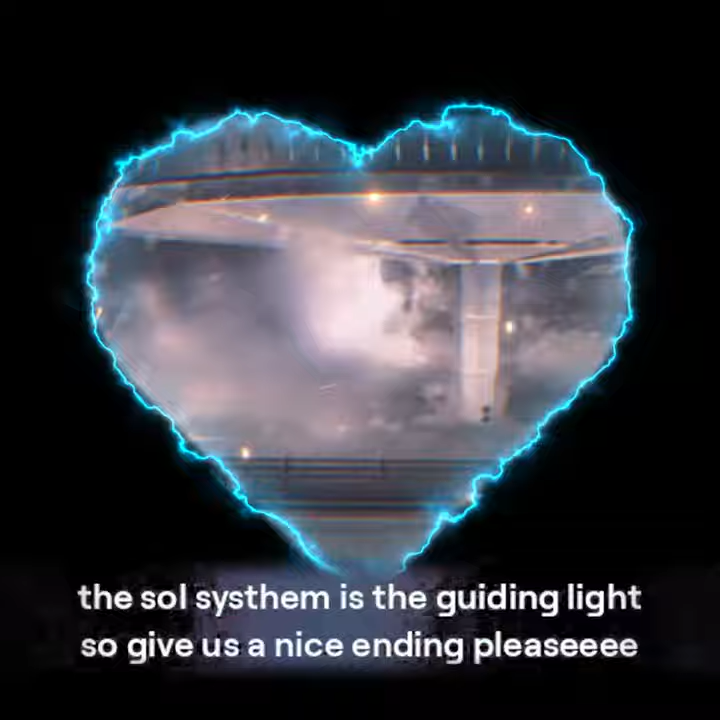 the sol systhem is the guiding light
so give us a nice ending pleaseeee